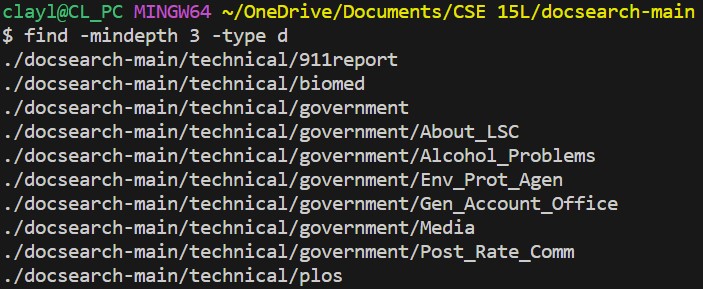 clayl@CL_PC MINGW64 ~/OneDrive/Documents/CSE 15L/docsearch-main
$ find -mindepth 3 -type d
./docsearch-main/technical/911report
./docsearch-main/technical/biomed
./docsearch-main/technical/government
./docsearch-main/technical/government/About_LSC
./docsearch-main/technical/government/Alcohol_Problems
./docsearch-main/technical/government/Env_Prot_Agen
./docsearch-main/technical/government/Gen_Account_Office
./docsearch-main/technical/government/Media
./docsearch-main/technical/government/Post_Rate_Comm
./docsearch-main/technical/plos